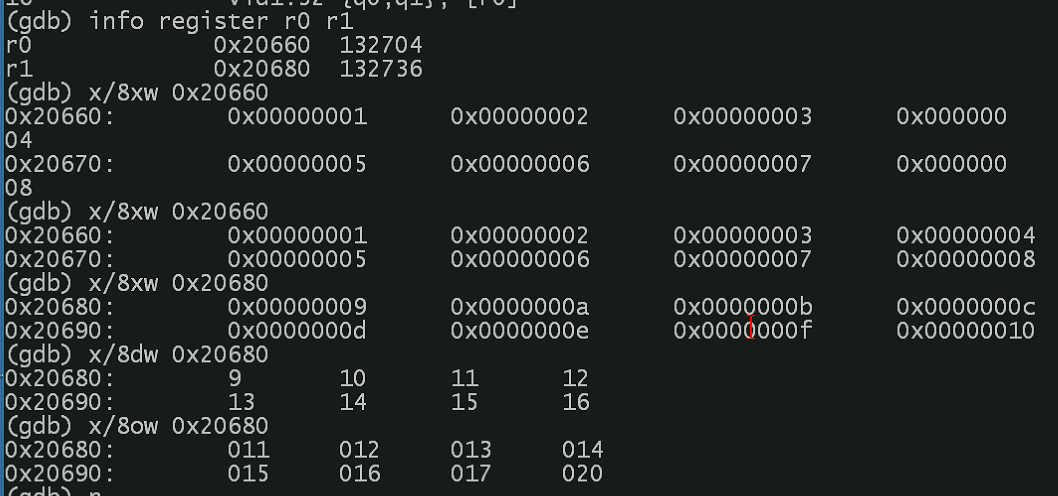 (gdb) info register r0 r1
r0 0x20660 132704
r1 0x20680 132736
(gdb) x/8xw 0x20660
0x20660: 0x00000001 0x00000002 0x00000003 0x000000
04
0x20670: 0x00000005 0x00000006 0x00000007 0x000000
08
(gdb) x/8xw 0x20660
0x20660: 0x00000001 0x00000002 0x00000003 0x00000004
0x20670: 0x00000005 0x00000006 0x00000007 0x00000008
(gdb) x/8xw 0x20680
0x20680: 0x00000009 0x0000000a 0x0000000b 0x0000000c
0x20690: 0x0000000d 0x0000000e 0x0000000f 0x00000010
(gdb) x/8dw 0x20680
0x20680: 9 10 11 12
0x20690: 13 14 15 16
(gdb) x/8ow 0x20680
0x20680: 011 012 013 014
0x20690: 015 016 017 020